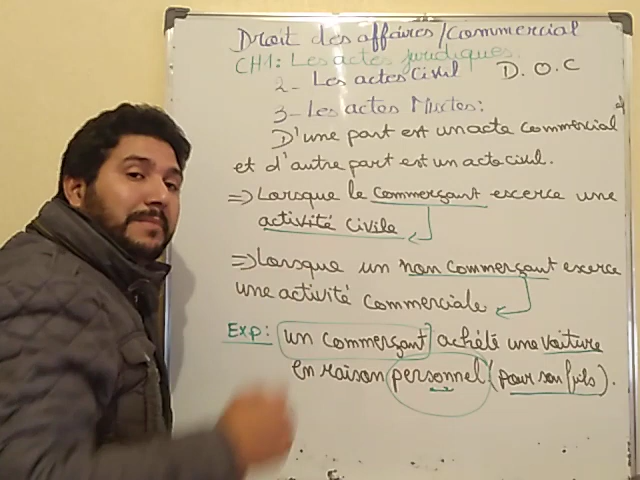 Droit des affaires/Commercial
CH1: Les actes juridiques.
2- Les actes Civil D.O.C
3- Les actes Mixtes:
D'une part est un acte commercial
et d'autre part est un acte civil.
⇒ Lorsque le commerçant excerce une
activité civile
⇒ Lorsque un non commerçant exerce
une activité commerciale
Exp: un commerçant achété une voiture
en raison personnel (pour son fils).